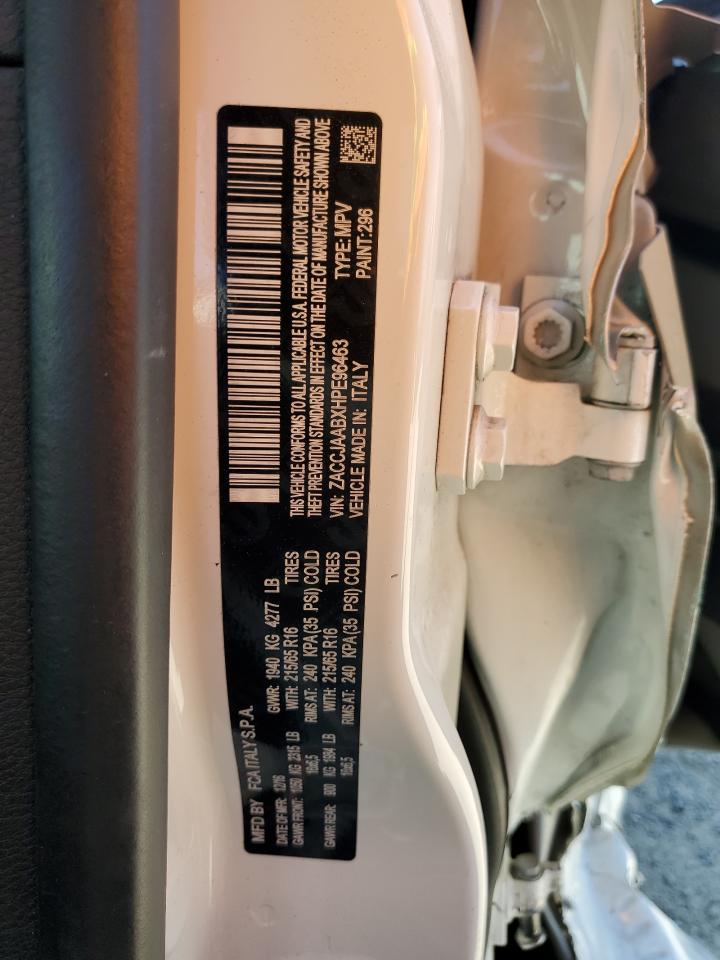 MFD BY FCA ITALY S.P.A.
DATE OF MFR: 12/16 GVWR: 1940 KG 4277 LB
GAWR FRONT: 1050 KG 2315 LB WITH: 215/65 R16 TIRES
16x6,5 RIMS AT: 240 KPA(35 PSI) COLD
GAWR REAR: 900 KG 1984 LB WITH: 215/65 R16 TIRES
16x6,5 RIMS AT: 240 KPA(35 PSI) COLD
THIS VEHICLE CONFORMS TO ALL APPLICABLE U.S.A. FEDERAL MOTOR VEHICLE SAFETY AND
THEFT PREVENTION STANDARDS IN EFFECT ON THE DATE OF MANUFACTURE SHOWN ABOVE
VIN: ZACCJAABXHPE96463 TYPE: MPV
VEHICLE MADE IN: ITALY PAINT:296